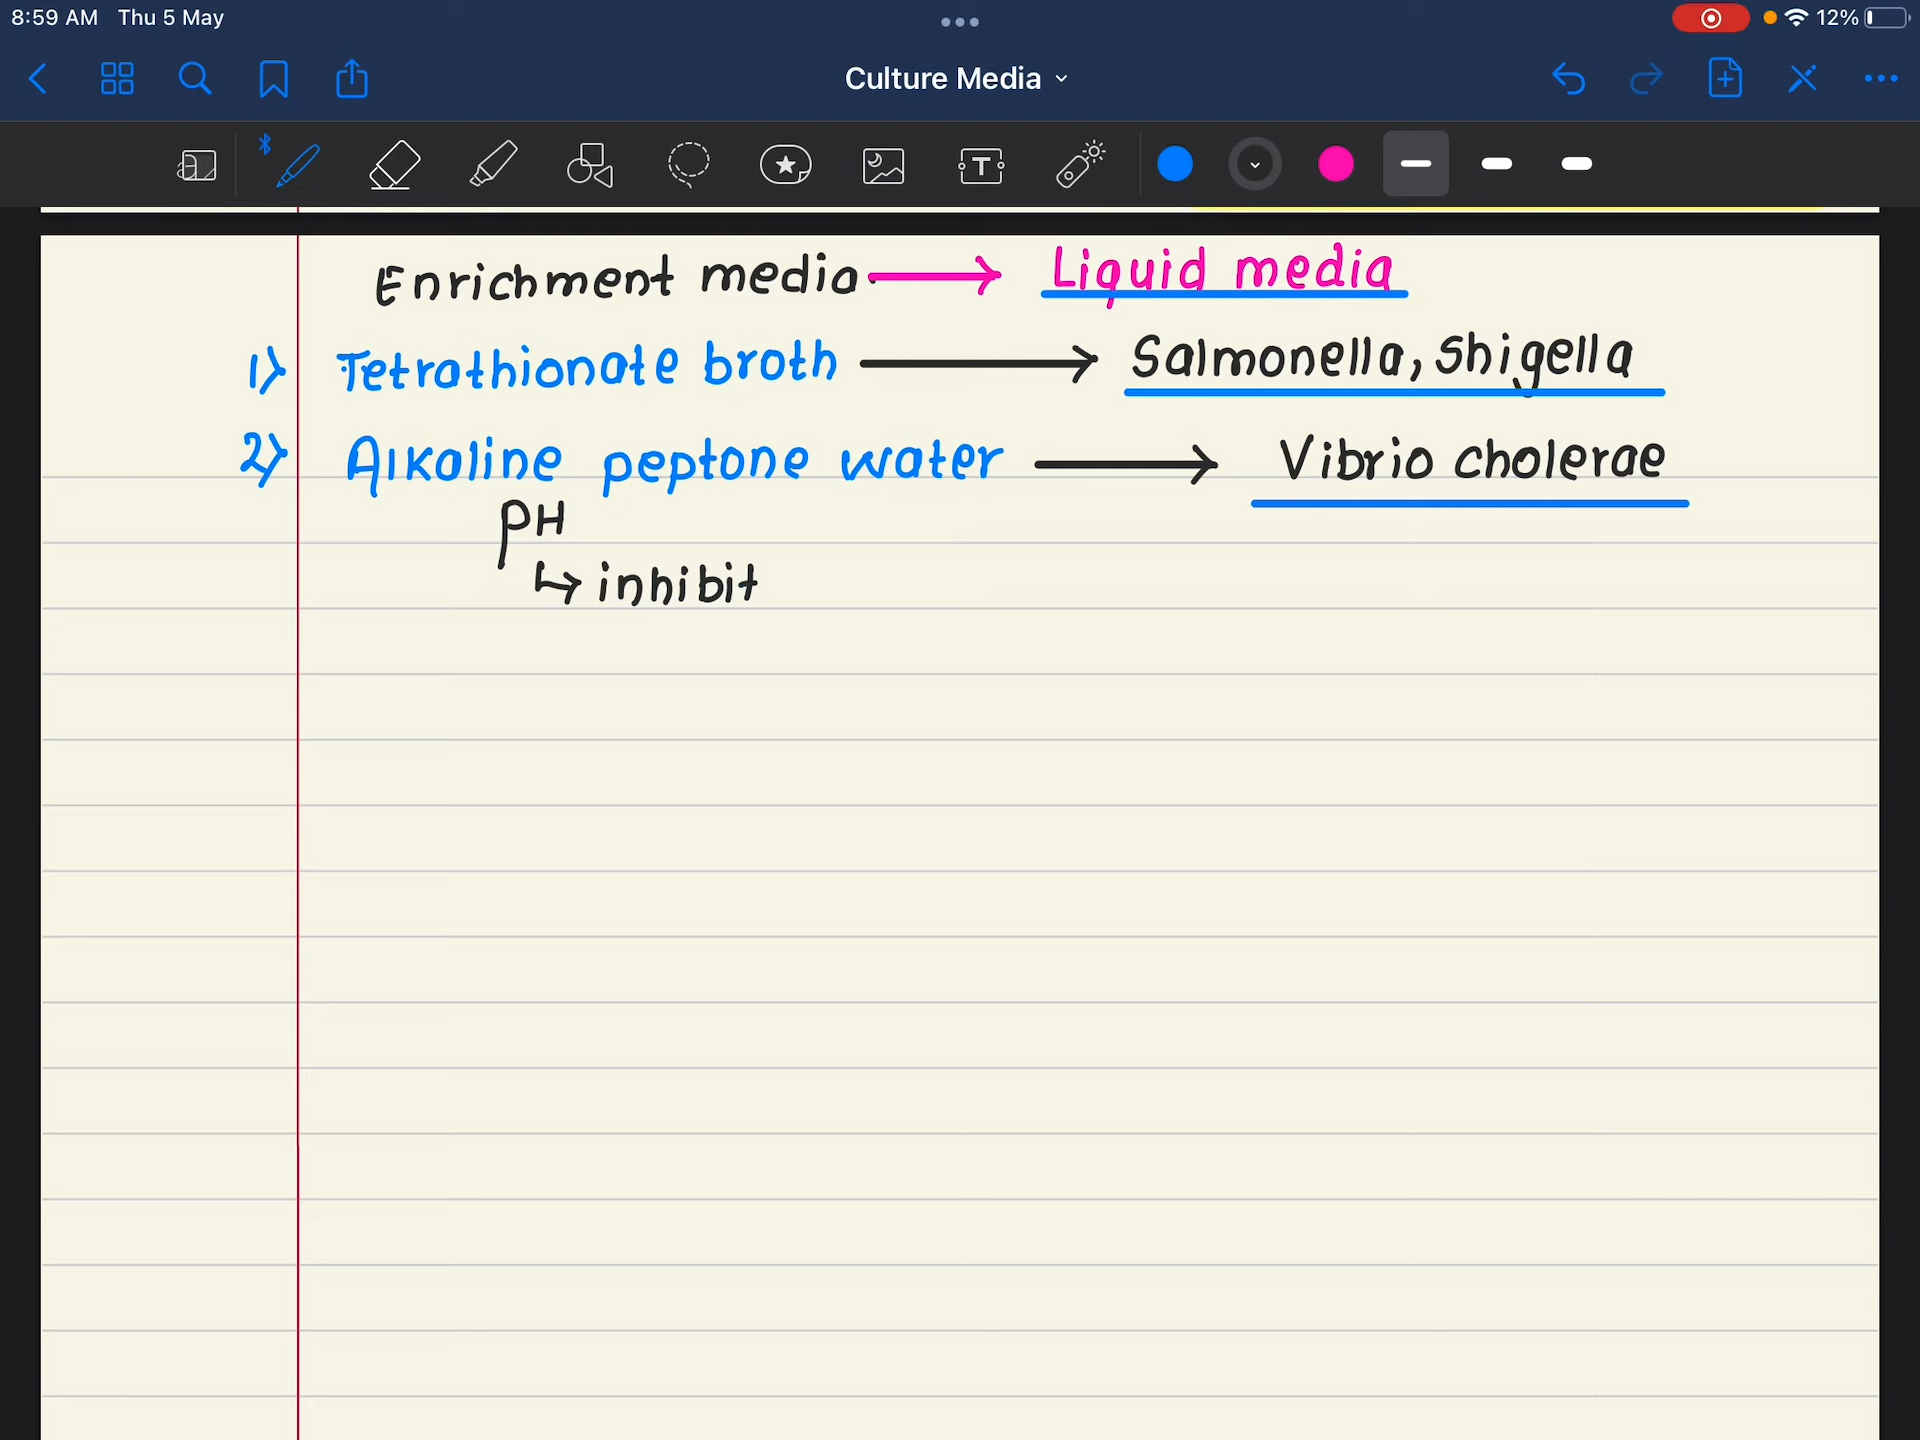 8:59 AM Thu 5 May
12%
Culture Media
T
Enrichment media → Liquid media
1) Tetrathionate broth → Salmonella, Shigella
2) Alkaline peptone water → Vibrio cholerae
PH
↳ inhibit